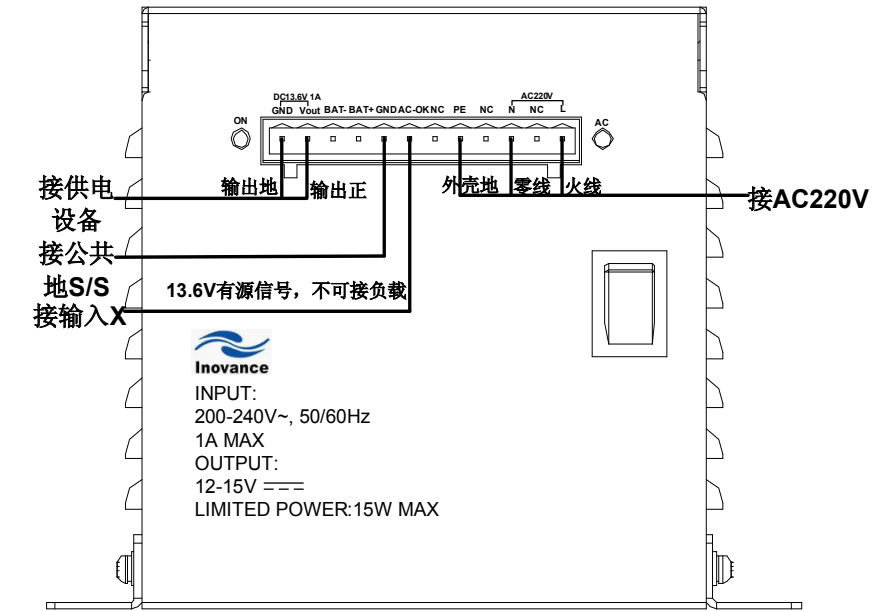 DC13.6V 1A
AC220V
GND Vout BAT- BAT+ GND AC-OK NC PE NC N NC L
ON
AC
输出地
输出正
外壳地
零线
火线
接供电
设备
接AC220V
接公共
地S/S
13.6V有源信号，不可接负载
接输入X
Inovance
INPUT:
200-240V~, 50/60Hz
1A MAX
OUTPUT:
12-15V
LIMITED POWER:15W MAX